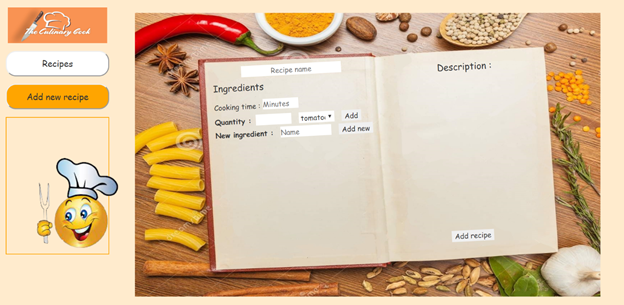 The Culinary Geek
Recipes
Add new recipe
Recipe name
Ingredients
Cooking time : Minutes
Quantity : tomato Add
New ingredient : Name Add new
Description :
Add recipe